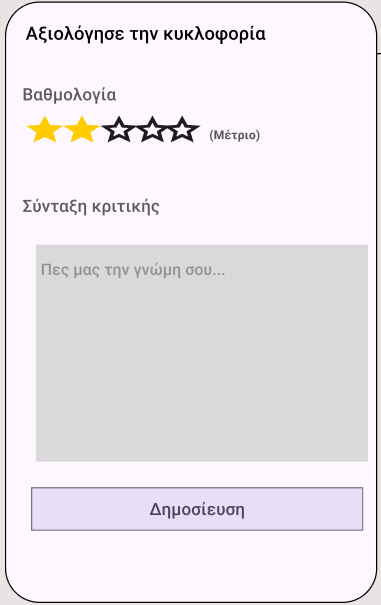 Αξιολόγησε την κυκλοφορία
Βαθμολογία
(Μέτριο)
Σύνταξη κριτικής
Πες μας την γνώμη σου...
Δημοσίευση